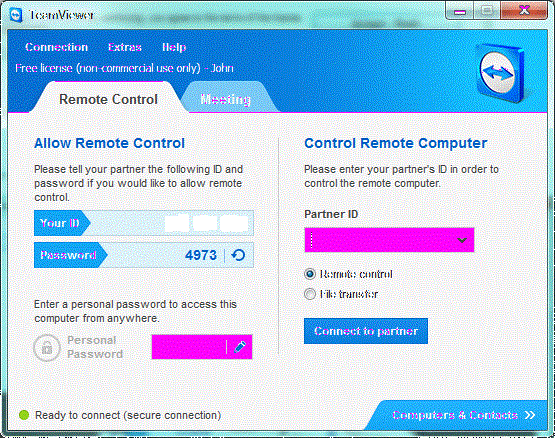 TeamViewer
Connection Extras Help
Free license (non-commercial use only) - John
Remote Control Meeting
Allow Remote Control
Please tell your partner the following ID and
password if you would like to allow remote
control.
Your ID
Password 4973
Enter a personal password to access this
computer from anywhere.
Personal
Password
Control Remote Computer
Please enter your partner's ID in order to
control the remote computer.
Partner ID
Remote control
File transfer
Connect to partner
Ready to connect (secure connection)
Computers & Contacts >>